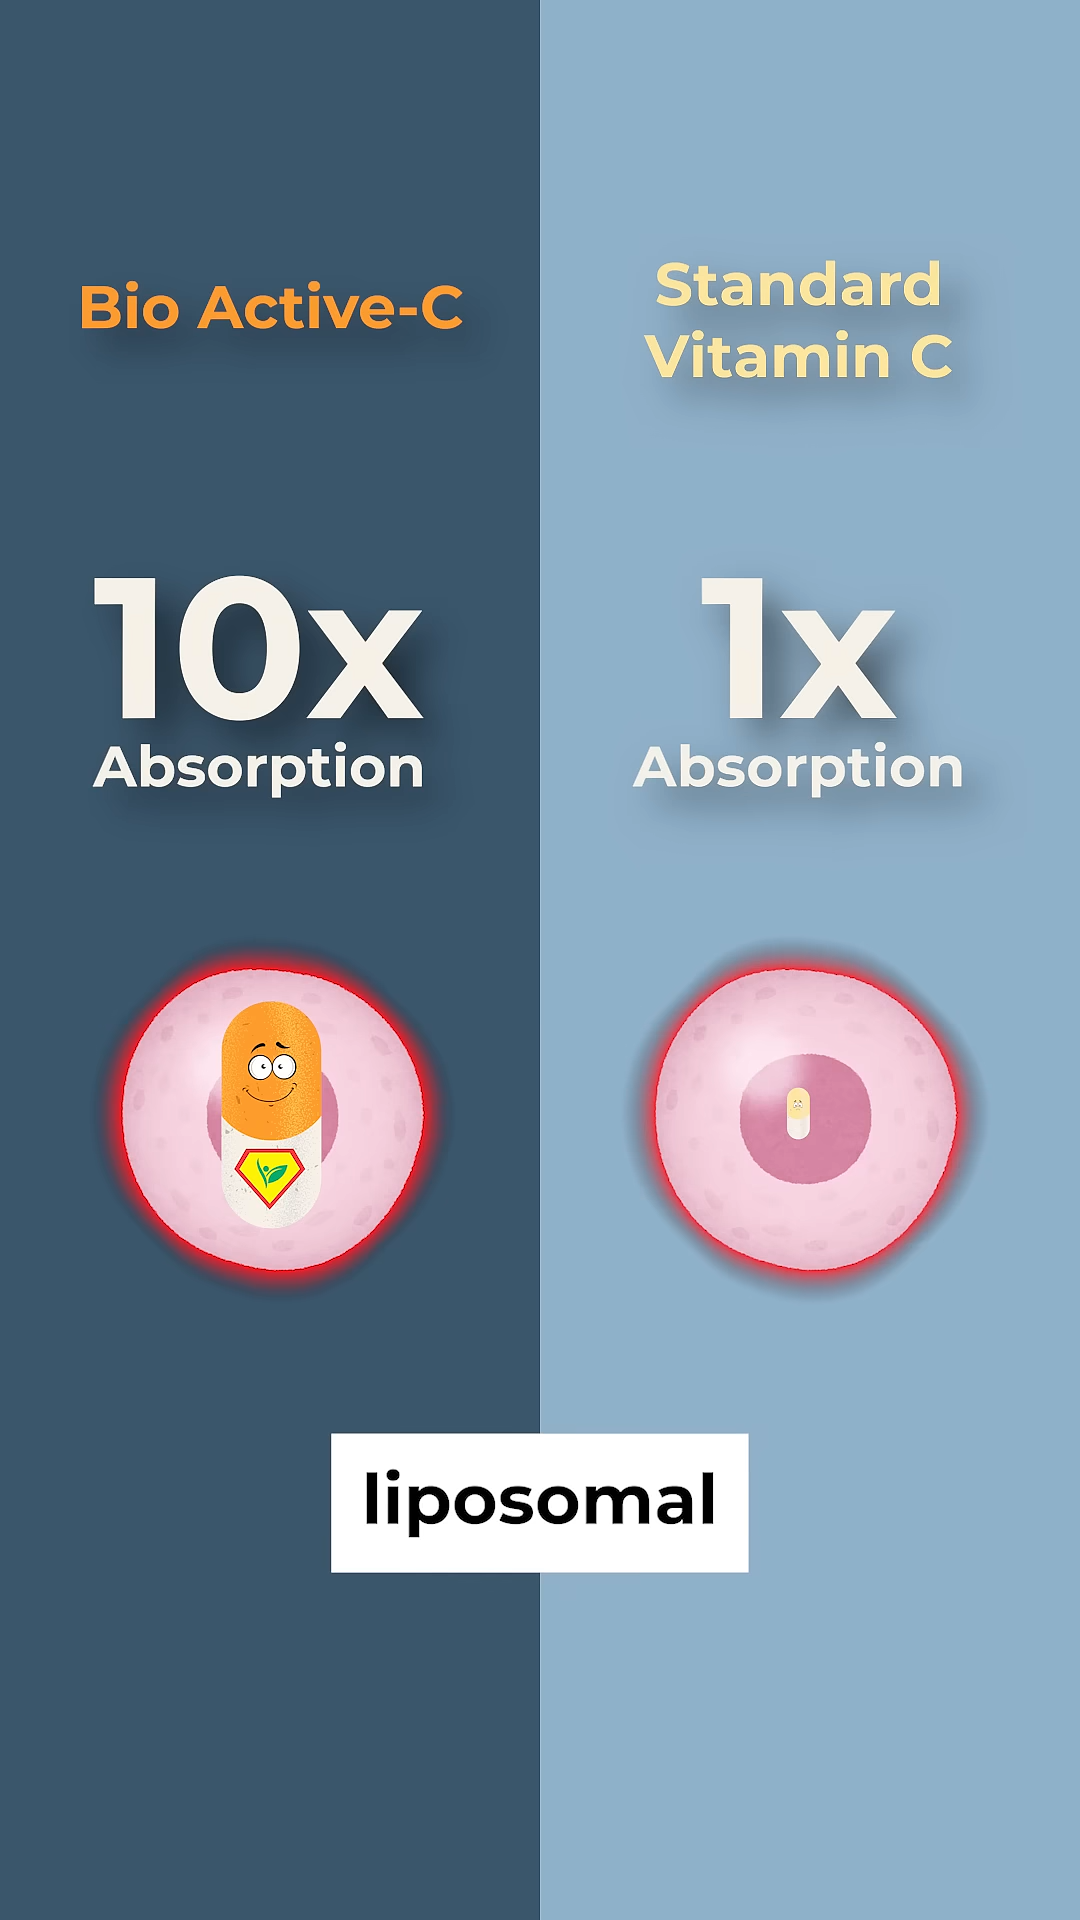 Bio Active-C
Standard
Vitamin C
10x
Absorption
1x
Absorption
liposomal